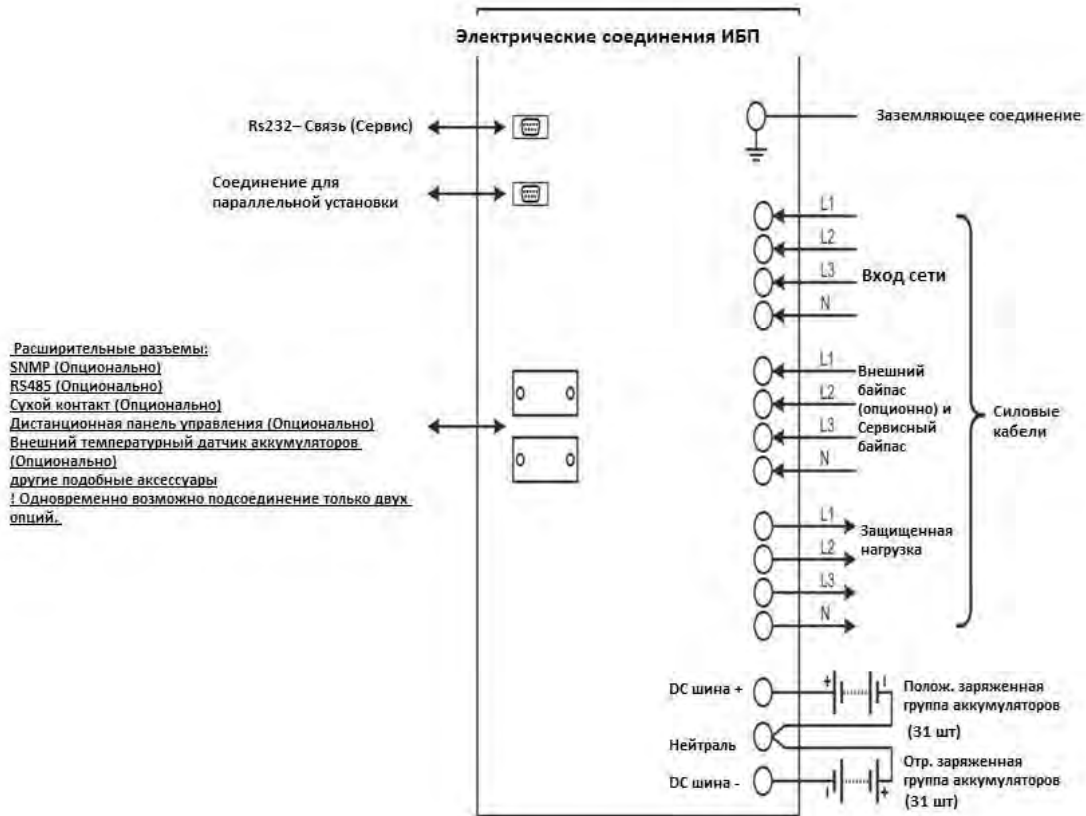 Электрические соединения ИБП
Rs232– Связь (Сервис)
Соединение для
параллельной установки
Расширительные разъемы:
SNMP (Опционально)
RS485 (Опционально)
Сухой контакт (Опционально)
Дистанционная панель управления (Опционально)
Внешний температурный датчик аккумуляторов
(Опционально)
другие подобные аксессуары
! Одновременно возможно подсоединение только двух
опций.
Заземляющее соединение
L1
L2
L3
N
Вход сети
L1
L2
L3
N
Внешний
байпас
(опционно) и
Сервисный
байпас
Силовые
кабели
L1
L2
L3
N
Защищенная
нагрузка
DC шина +
Нейтраль
DC шина -
+
-
Полож. заряженная
группа аккумуляторов
(31 шт)
-
+
Отр. заряженная
группа аккумуляторов
(31 шт)